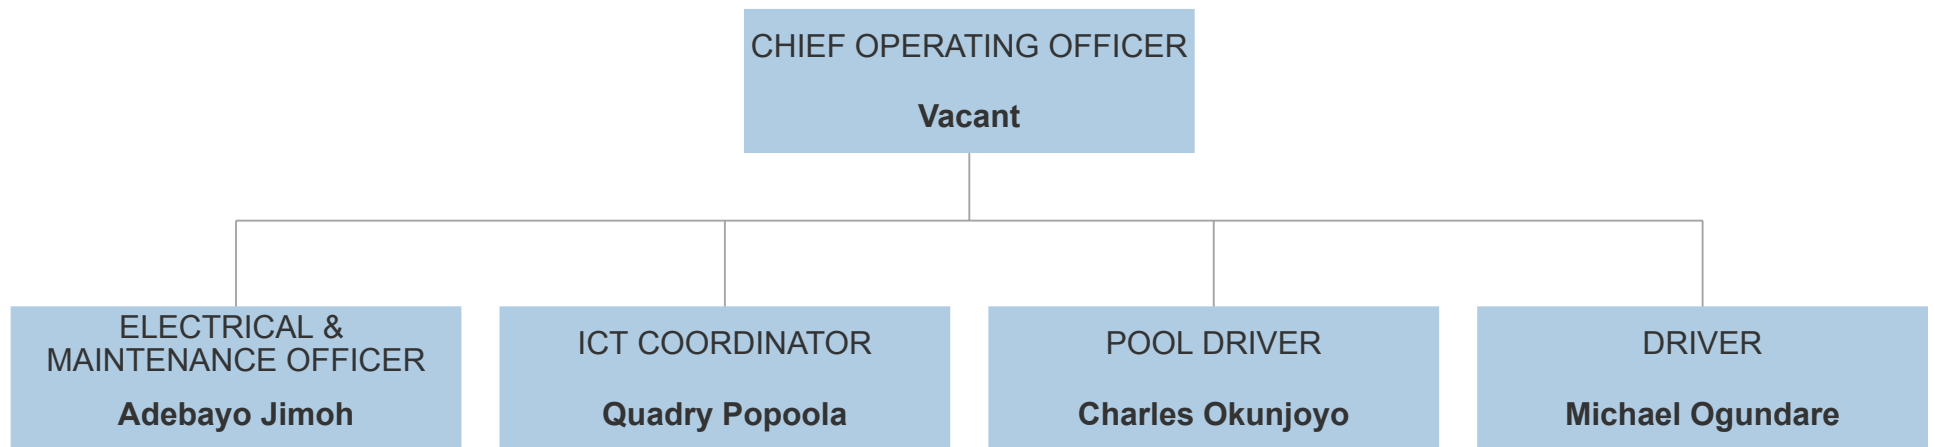 CHIEF OPERATING OFFICER
Vacant
ELECTRICAL &
MAINTENANCE OFFICER
Adebayo Jimoh
ICT COORDINATOR
Quadry Popoola
POOL DRIVER
Charles Okunjoyo
DRIVER
Michael Ogundare